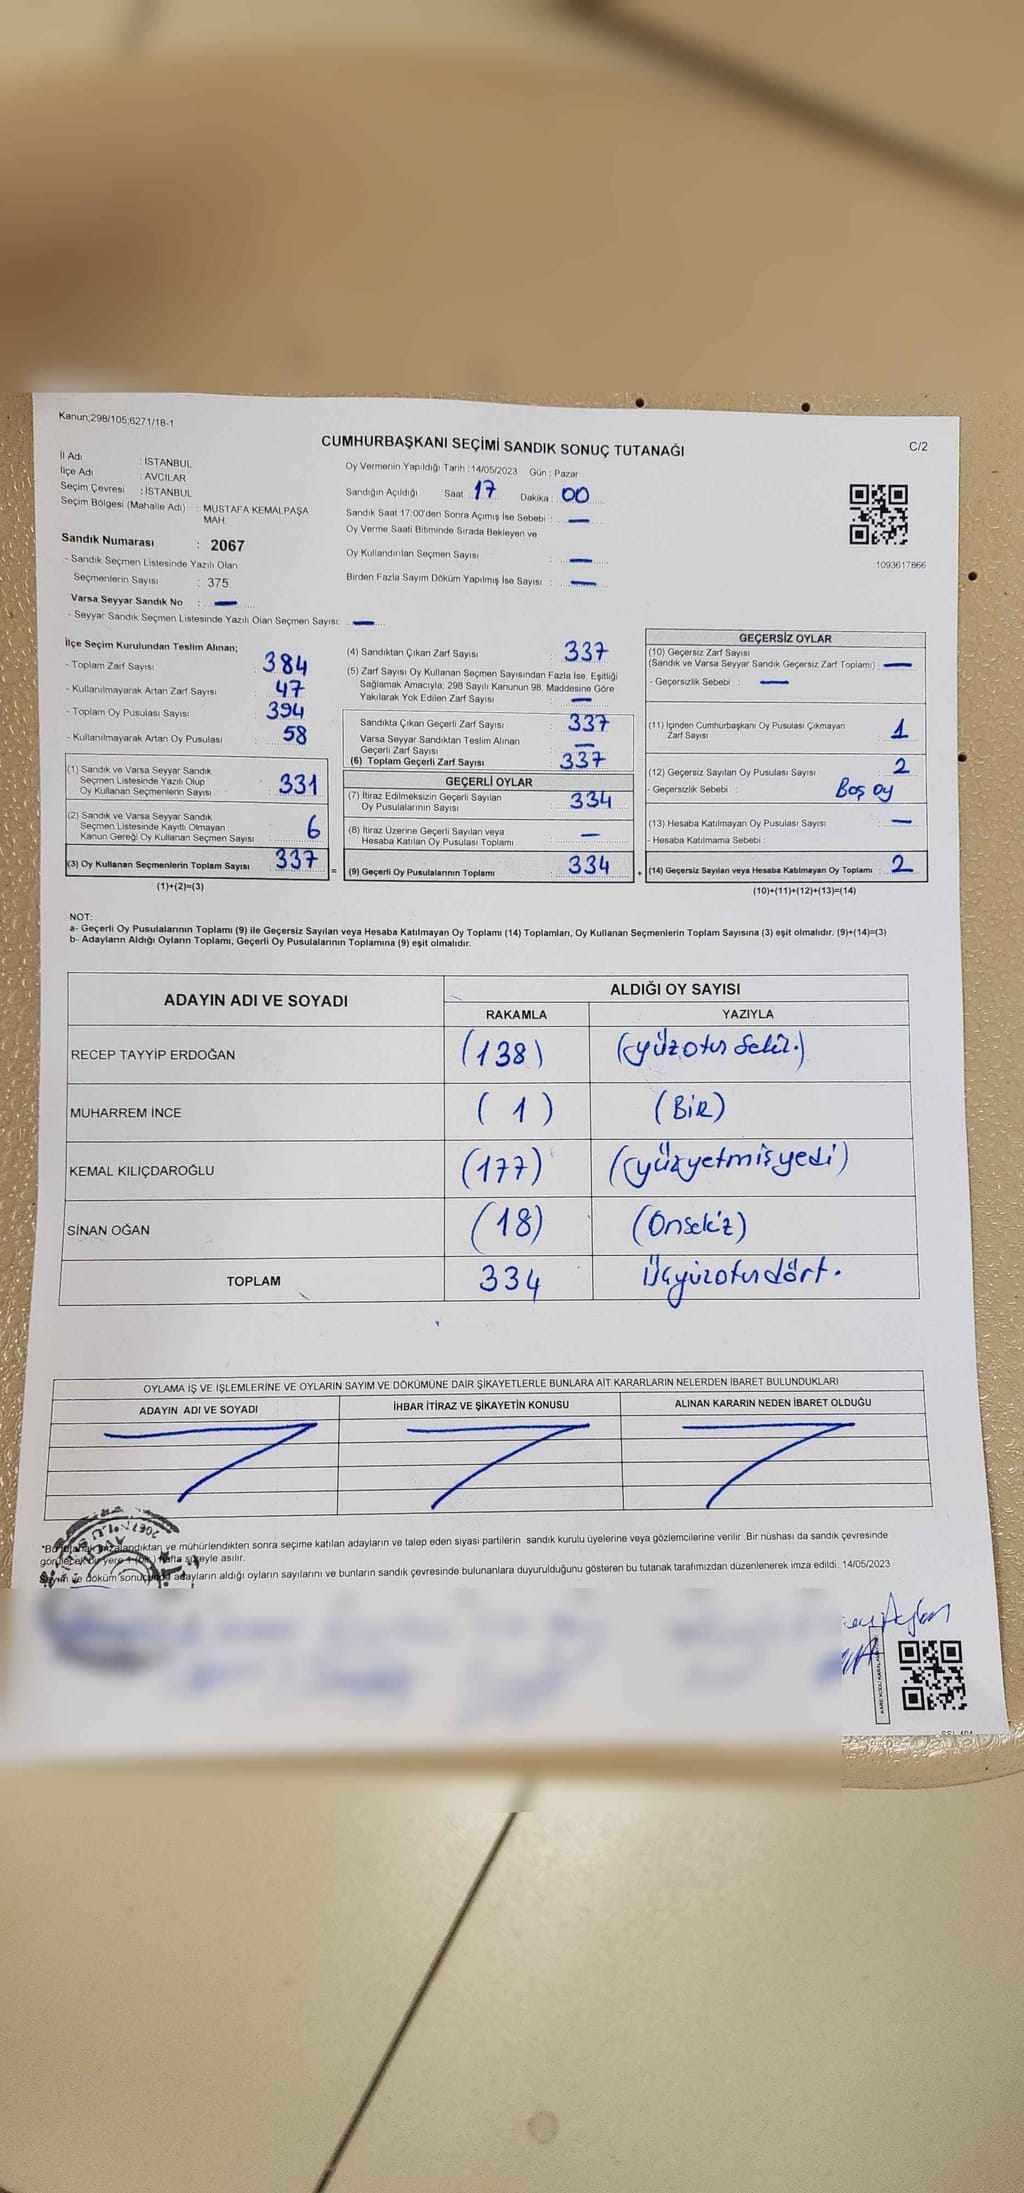 Kanun;298/105;6271/18-1
CUMHURBAŞKANI SEÇİMİ SANDIK SONUÇ TUTANAĞI
C/2
İl Adı : İSTANBUL
İlçe Adı : AVCILAR
Seçim Çevresi : İSTANBUL
Seçim Bölgesi (Mahalle Adı) : MUSTAFA KEMALPAŞA
MAH.
Sandık Numarası : 2067
- Sandık Seçmen Listesinde Yazılı Olan
Seçmenlerin Sayısı : 375
Varsa Seyyar Sandık No : —
- Seyyar Sandık Seçmen Listesinde Yazılı Olan Seçmen Sayısı: —
Oy Vermenin Yapıldığı Tarih :14/05/2023 Gün : Pazar
Sandığın Açıldığı Saat : 17 Dakika : 00
Sandık Saat 17:00'den Sonra Açımış İse Sebebi : —
Oy Verme Saati Bitiminde Sırada Bekleyen ve
Oy Kullandırılan Seçmen Sayısı : —
Birden Fazla Sayım Döküm Yapılmış İse Sayısı : —
1093617866
İlçe Seçim Kurulundan Teslim Alınan;
- Toplam Zarf Sayısı : 384
- Kullanılmayarak Artan Zarf Sayısı : 47
- Toplam Oy Pusulası Sayısı : 394
- Kullanılmayarak Artan Oy Pusulası : 58
(1) Sandık ve Varsa Seyyar Sandık
Seçmen Listesinde Yazılı Olup
Oy Kullanan Seçmenlerin Sayısı : 331
(2) Sandık ve Varsa Seyyar Sandık
Seçmen Listesinde Kayıtlı Olmayan
Kanun Gereği Oy Kullanan Seçmen Sayısı : 6
(3) Oy Kullanan Seçmenlerin Toplam Sayısı : 337
(1)+(2)=(3)
=
(4) Sandıktan Çıkan Zarf Sayısı : 337
(5) Zarf Sayısı Oy Kullanan Seçmen Sayısından Fazla İse, Eşitliği
Sağlamak Amacıyla; 298 Sayılı Kanunun 98. Maddesine Göre
Yakılarak Yok Edilen Zarf Sayısı : —
Sandıkta Çıkan Geçerli Zarf Sayısı : 337
Varsa Seyyar Sandıktan Teslim Alınan
Geçerli Zarf Sayısı : —
(6) Toplam Geçerli Zarf Sayısı : 337
GEÇERLİ OYLAR
(7) İtiraz Edilmeksizin Geçerli Sayılan
Oy Pusulalarının Sayısı : 334
(8) İtiraz Üzerine Geçerli Sayılan veya
Hesaba Katılan Oy Pusulası Toplamı : —
(9) Geçerli Oy Pusulalarının Toplamı : 334
+
GEÇERSİZ OYLAR
(10) Geçersiz Zarf Sayısı
(Sandık ve Varsa Seyyar Sandık Geçersiz Zarf Toplamı) : —
- Geçersizlik Sebebi : —
(11) İçinden Cumhurbaşkanı Oy Pusulası Çıkmayan
Zarf Sayısı : 1
(12) Geçersiz Sayılan Oy Pusulası Sayısı : 2
- Geçersizlik Sebebi : Boş oy
(13) Hesaba Katılmayan Oy Pusulası Sayısı : —
- Hesaba Katılmama Sebebi :
(14) Geçersiz Sayılan veya Hesaba Katılmayan Oy Toplamı : 2
(10)+(11)+(12)+(13)=(14)
NOT:
a- Geçerli Oy Pusulalarının Toplamı (9) ile Geçersiz Sayılan veya Hesaba Katılmayan Oy Toplamı (14) Toplamları, Oy Kullanan Seçmenlerin Toplam Sayısına (3) eşit olmalıdır. (9)+(14)=(3)
b- Adayların Aldığı Oyların Toplamı, Geçerli Oy Pusulalarının Toplamına (9) eşit olmalıdır.
ADAYIN ADI VE SOYADI
ALDIĞI OY SAYISI
RAKAMLA YAZIYLA
RECEP TAYYİP ERDOĞAN (138) (yüzotuz sekiz.)
MUHARREM İNCE (1) (BİR)
KEMAL KILIÇDAROĞLU (177) (yüzyetmişyedi)
SİNAN OĞAN (18) (Onsekiz)
TOPLAM 334 Üçyüzotuzdört.
OYLAMA İŞ VE İŞLEMLERİNE VE OYLARIN SAYIM VE DÖKÜMÜNE DAİR ŞİKAYETLERLE BUNLARA AİT KARARLARIN NELERDEN İBARET BULUNDUKLARI
ADAYIN ADI VE SOYADI İHBAR İTİRAZ VE ŞİKAYETİN KONUSU ALINAN KARARIN NEDEN İBARET OLDUĞU
imzalandıktan ve mühürlendikten sonra seçime katılan adayların ve talep eden siyasi partilerin sandık kurulu üyelerine veya gözlemcilerine verilir .Bir nüshası da sandık çevresinde
görülecek bir yere 1 (bir) hafta süreyle asılır.
Sayım ve döküm sonucunda adayların aldığı oyların sayılarını ve bunların sandık çevresinde bulunanlara duyurulduğunu gösteren bu tutanak tarafımızdan düzenlenerek imza edildi. 14/05/2023